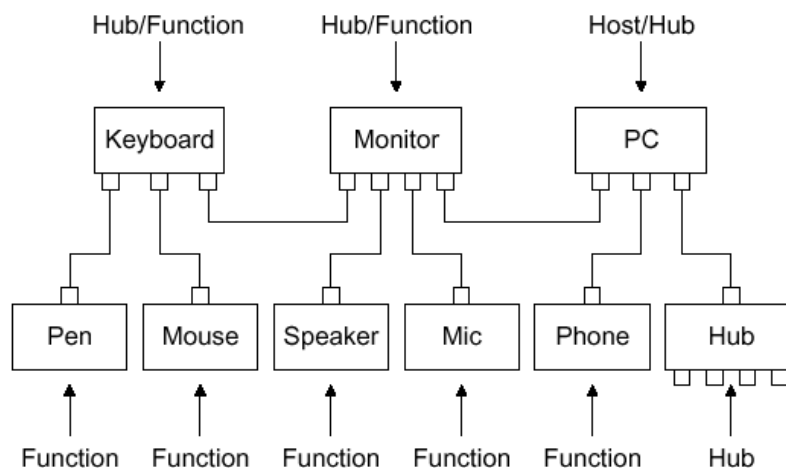 Hub/Function Hub/Function Host/Hub
Keyboard Monitor PC
Pen Mouse Speaker Mic Phone Hub
Function Function Function Function Function Hub